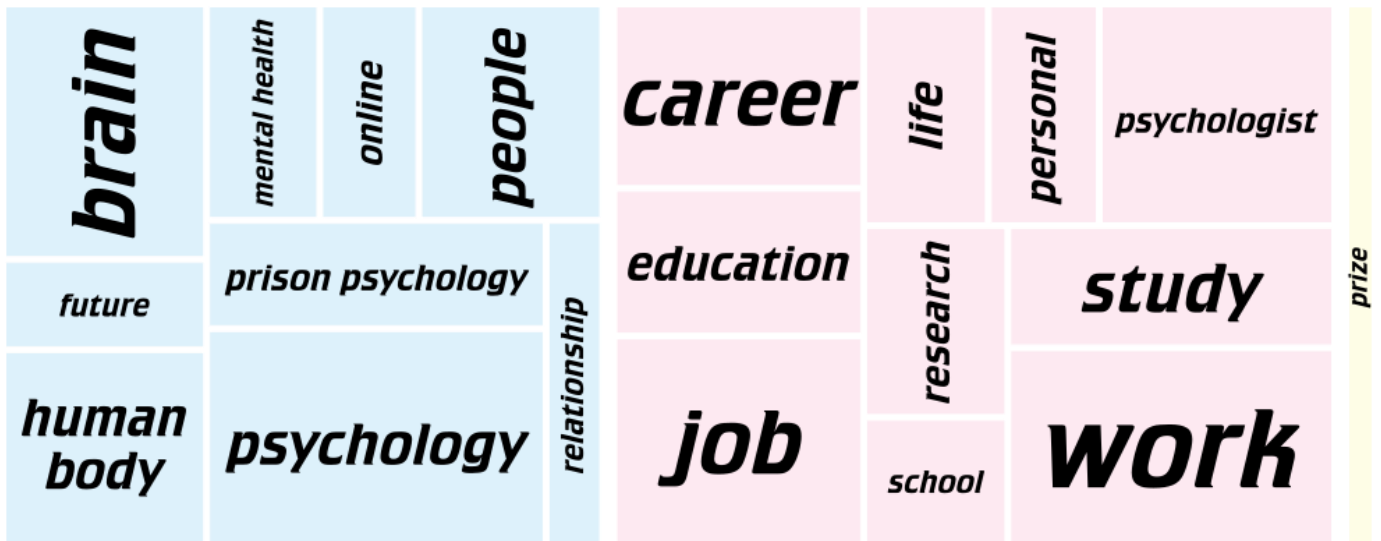 brain
mental health
online
people
future
prison psychology
relationship
human
body
psychology
career
life
personal
psychologist
education
research
study
job
school
work
prize